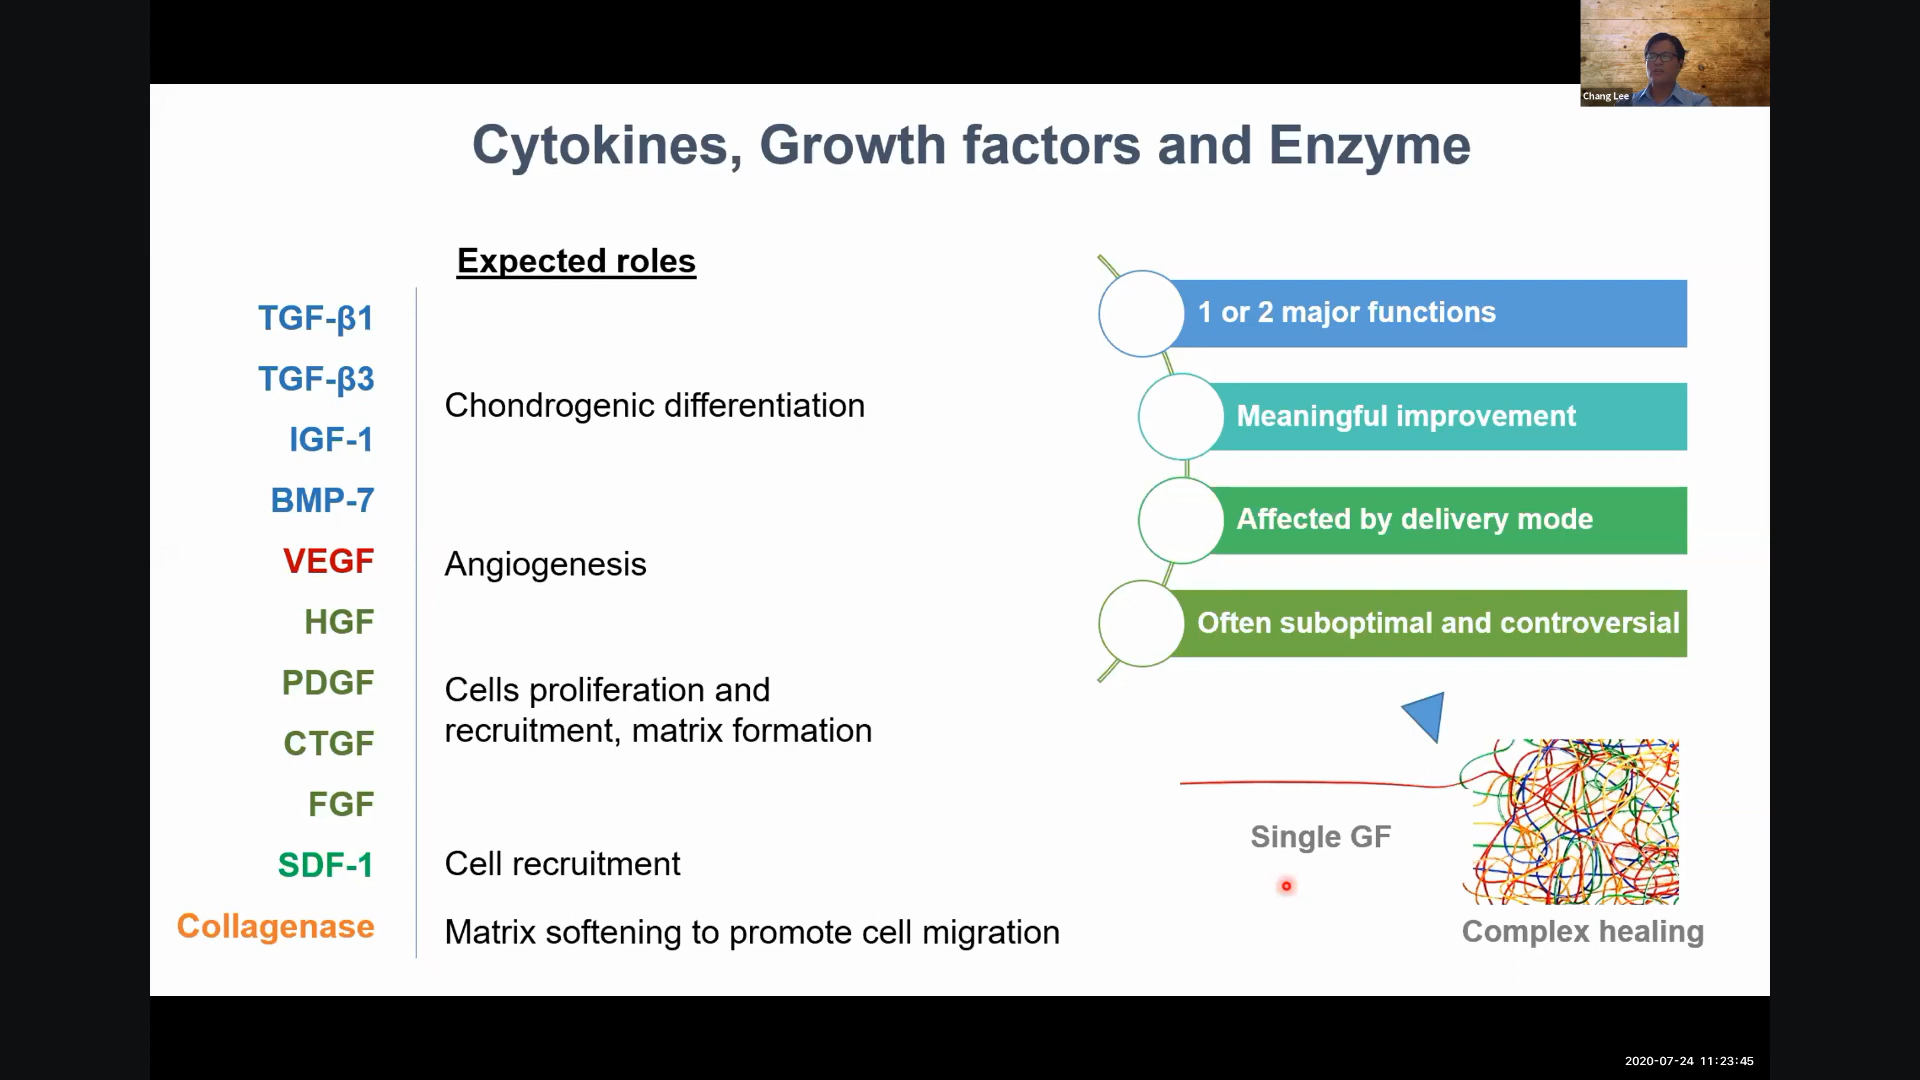 Chang Lee
Cytokines, Growth factors and Enzyme
Expected roles
TGF-β1
TGF-β3
IGF-1
BMP-7
VEGF
HGF
PDGF
CTGF
FGF
SDF-1
Collagenase
Chondrogenic differentiation
Angiogenesis
Cells proliferation and
recruitment, matrix formation
Cell recruitment
Matrix softening to promote cell migration
1 or 2 major functions
Meaningful improvement
Affected by delivery mode
Often suboptimal and controversial
Single GF
Complex healing
2020-07-24 11:23:45